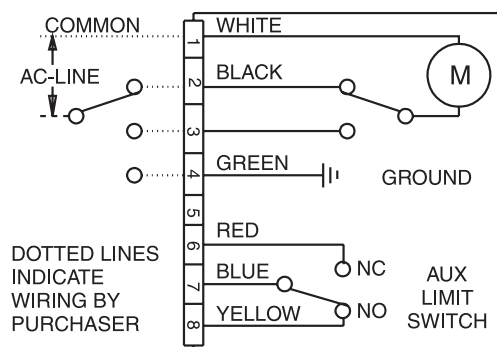 COMMON
WHITE
1
AC-LINE
M
2
BLACK
3
4
GREEN
GROUND
5
6
RED
NC
DOTTED LINES
INDICATE
WIRING BY
PURCHASER
7
BLUE
AUX
LIMIT
SWITCH
NO
8
YELLOW